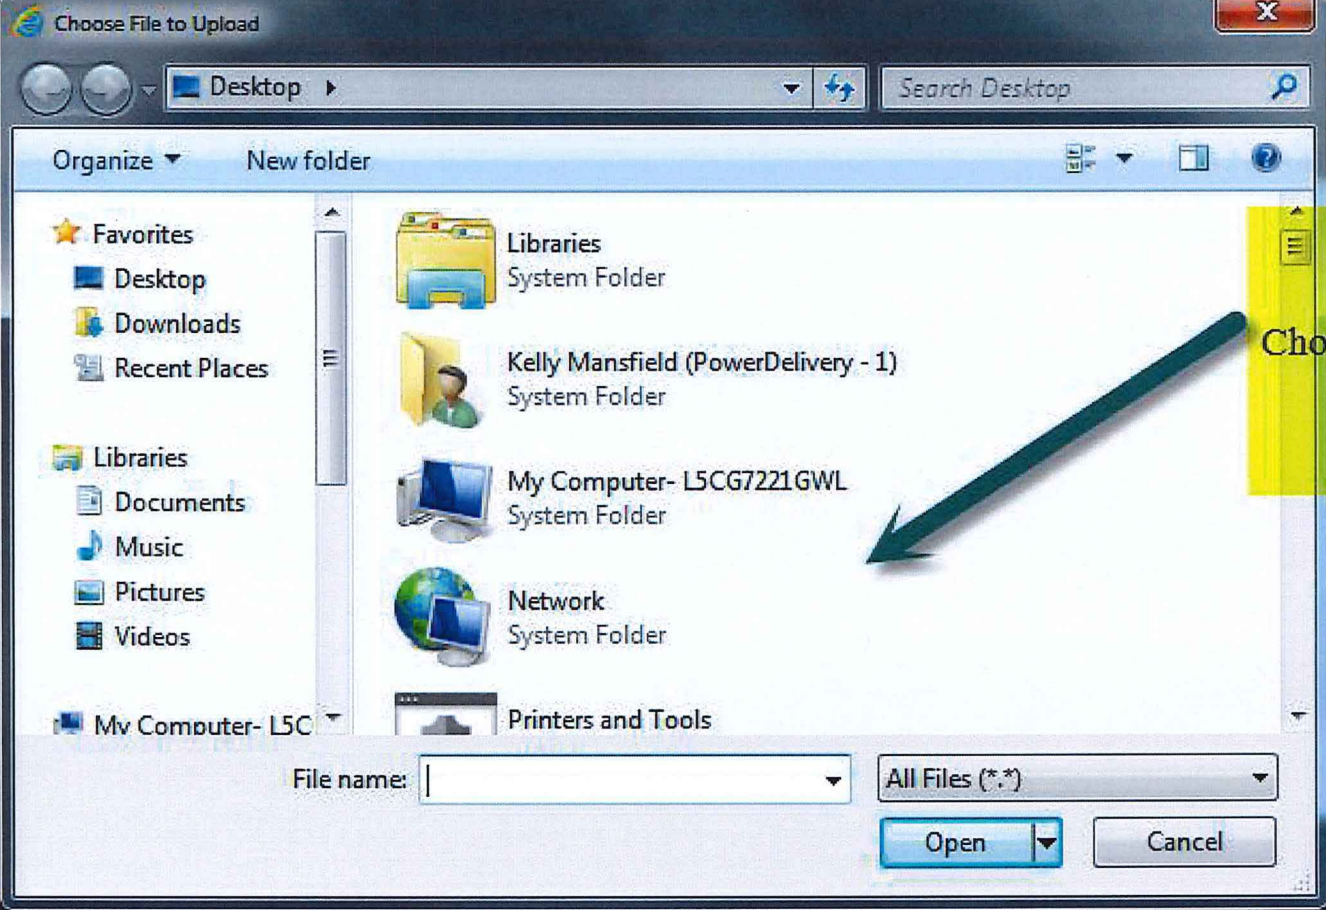 Choose File to Upload
Desktop
Search Desktop
Organize
New folder
Favorites
Desktop
Downloads
Recent Places
Libraries
Documents
Music
Pictures
Videos
My Computer- L5C
Libraries
System Folder
Kelly Mansfield (PowerDelivery - 1)
System Folder
My Computer- L5CG7221GWL
System Folder
Network
System Folder
Printers and Tools
Cho
File name:
All Files (*.*)
Open
Cancel